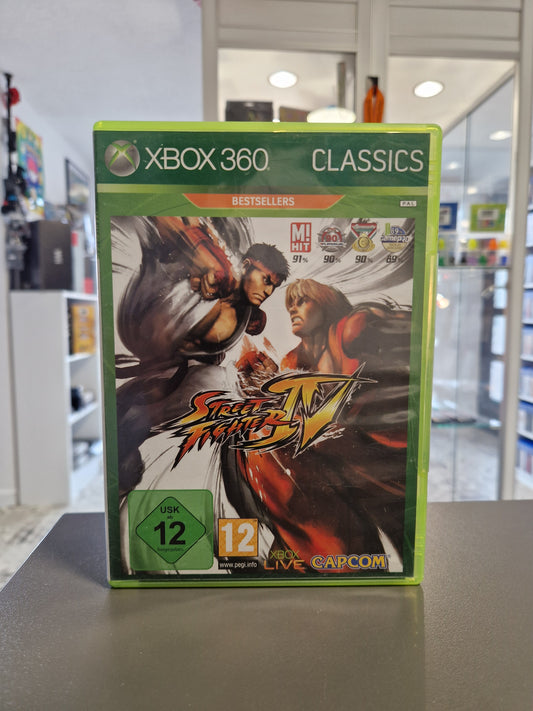 XBOX 360 CLASSICS
BESTSELLERS
PAL
M!
HIT
91%
90%
90%
89%
STREET
FIGHTER IV
USK
ab
12
freigegeben
12
www.pegi.info
XBOX
LIVE
CAPCOM